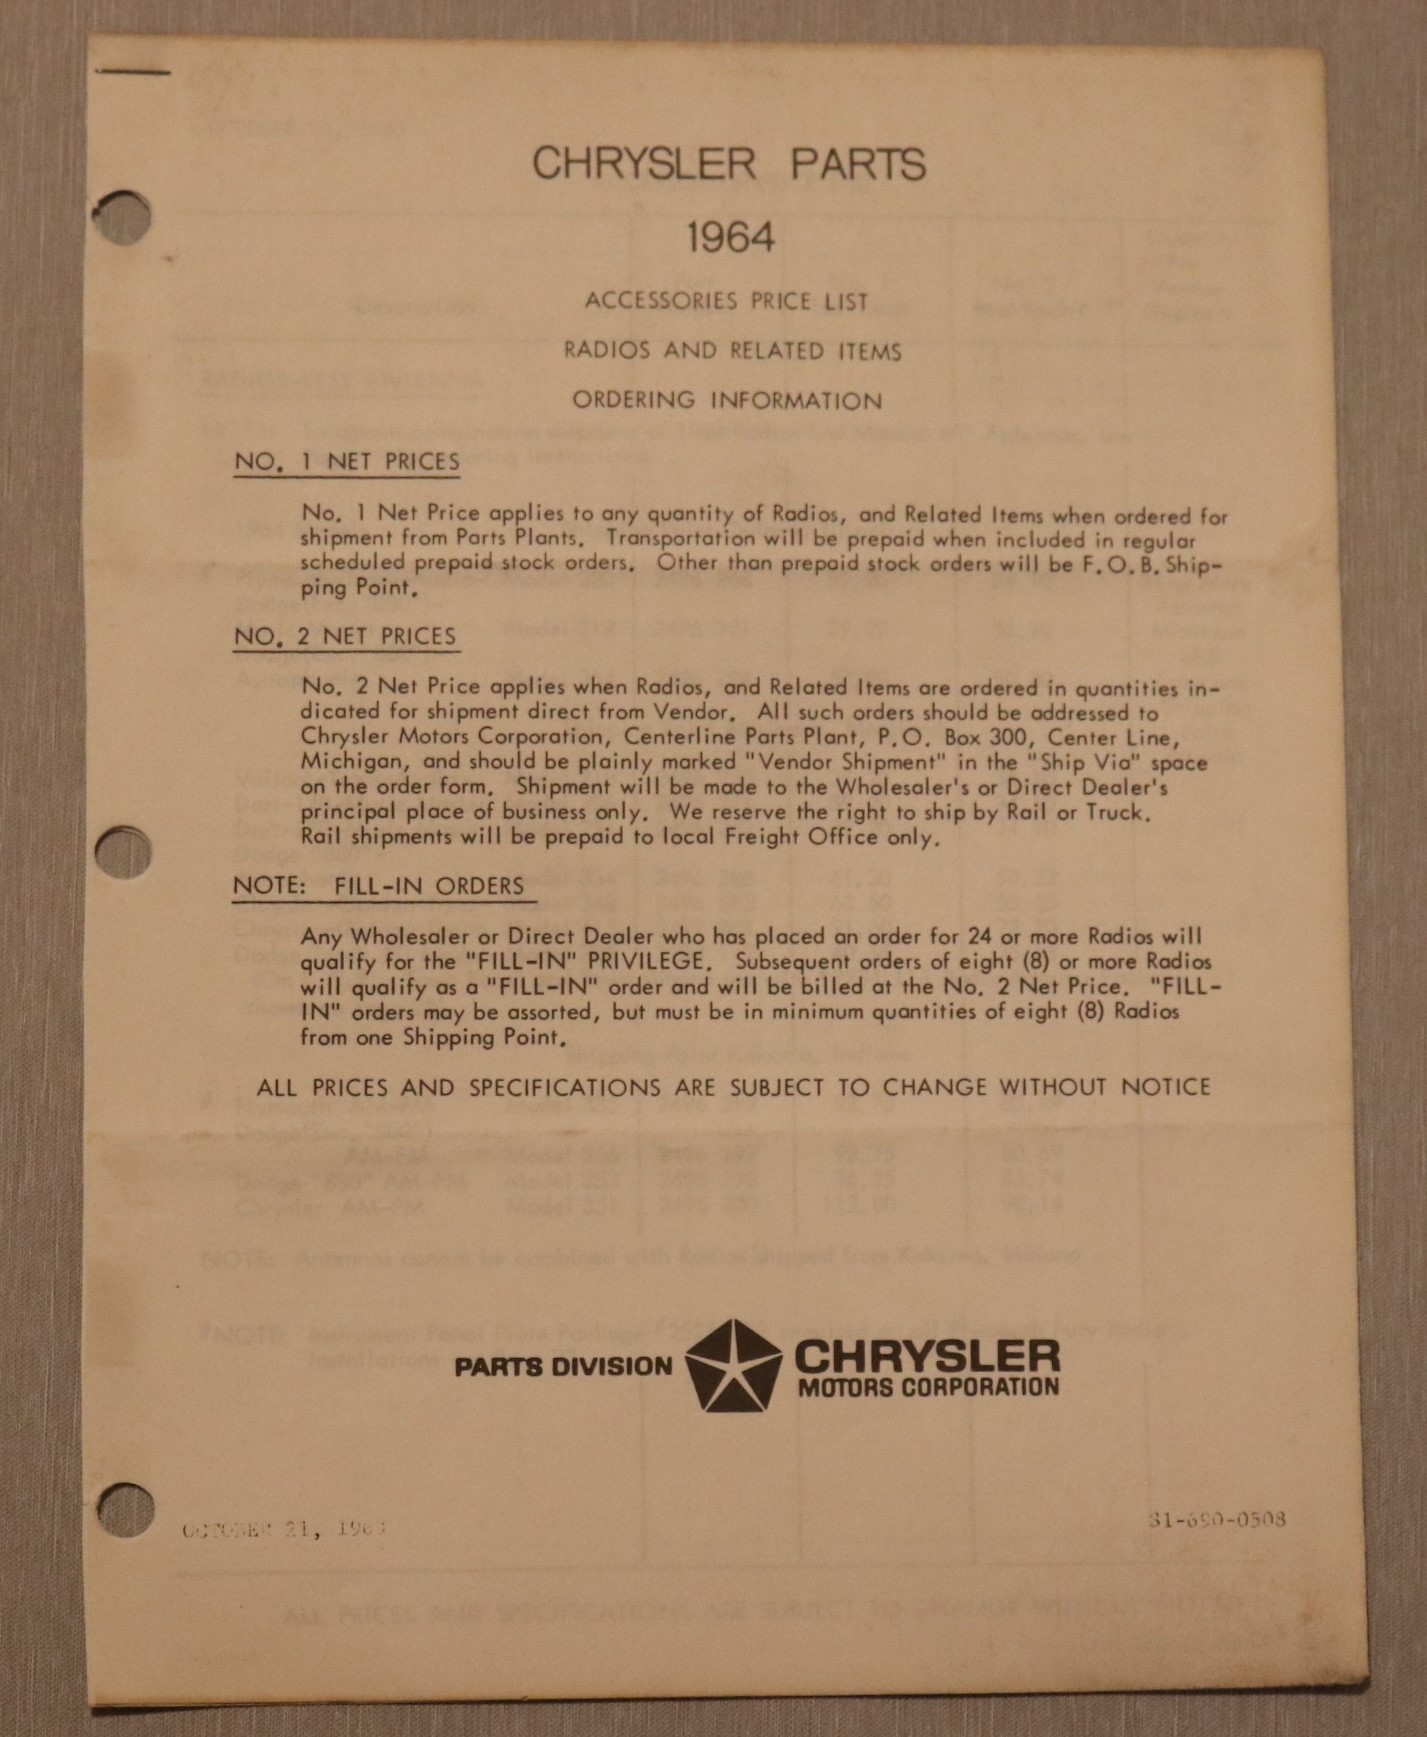 CHRYSLER PARTS
1964
ACCESSORIES PRICE LIST
RADIOS AND RELATED ITEMS
ORDERING INFORMATION
NO. 1 NET PRICES
No. 1 Net Price applies to any quantity of Radios, and Related Items when ordered for
shipment from Parts Plants. Transportation will be prepaid when included in regular
scheduled prepaid stock orders. Other than prepaid stock orders will be F.O.B. Ship-
ping Point.
NO. 2 NET PRICES
No. 2 Net Price applies when Radios, and Related Items are ordered in quantities in-
dicated for shipment direct from Vendor. All such orders should be addressed to
Chrysler Motors Corporation, Centerline Parts Plant, P.O. Box 300, Center Line,
Michigan, and should be plainly marked "Vendor Shipment" in the "Ship Via" space
on the order form. Shipment will be made to the Wholesaler's or Direct Dealer's
principal place of business only. We reserve the right to ship by Rail or Truck.
Rail shipments will be prepaid to local Freight Office only.
NOTE: FILL-IN ORDERS
Any Wholesaler or Direct Dealer who has placed an order for 24 or more Radios will
qualify for the "FILL-IN" PRIVILEGE. Subsequent orders of eight (8) or more Radios
will qualify as a "FILL-IN" order and will be billed at the No. 2 Net Price. "FILL-
IN" orders may be assorted, but must be in minimum quantities of eight (8) Radios
from one Shipping Point.
ALL PRICES AND SPECIFICATIONS ARE SUBJECT TO CHANGE WITHOUT NOTICE
PARTS DIVISION CHRYSLER
MOTORS CORPORATION
OCTOBER 21, 1963
81-690-0508